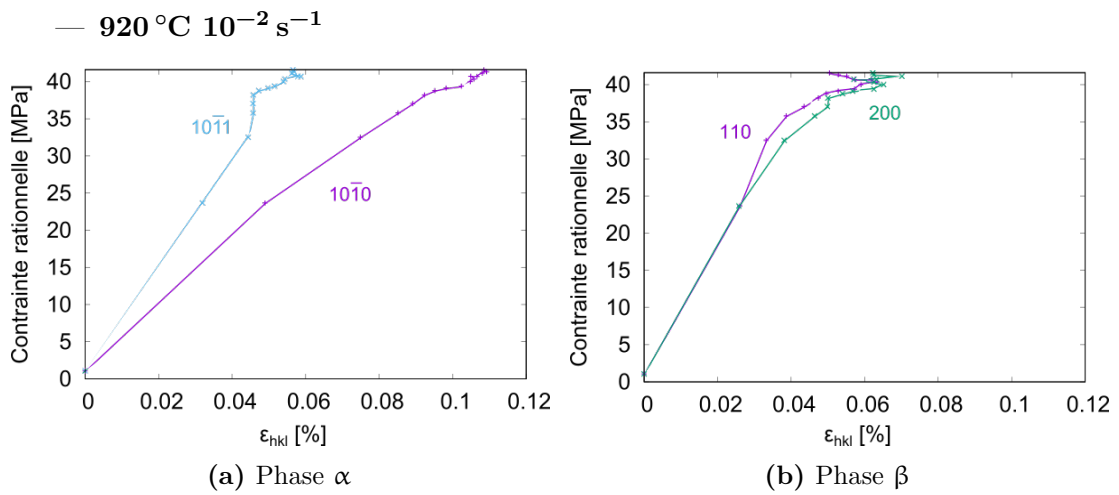 — 920 °C 10⁻² s⁻¹
Contrainte rationnelle [MPa]
40
35
30
25
20
15
10
5
0
101̅1
101̅0
0 0.02 0.04 0.06 0.08 0.1 0.12
εhkl [%]
(a) Phase α
Contrainte rationnelle [MPa]
40
35
30
25
20
15
10
5
0
110
200
0 0.02 0.04 0.06 0.08 0.1 0.12
εhkl [%]
(b) Phase β